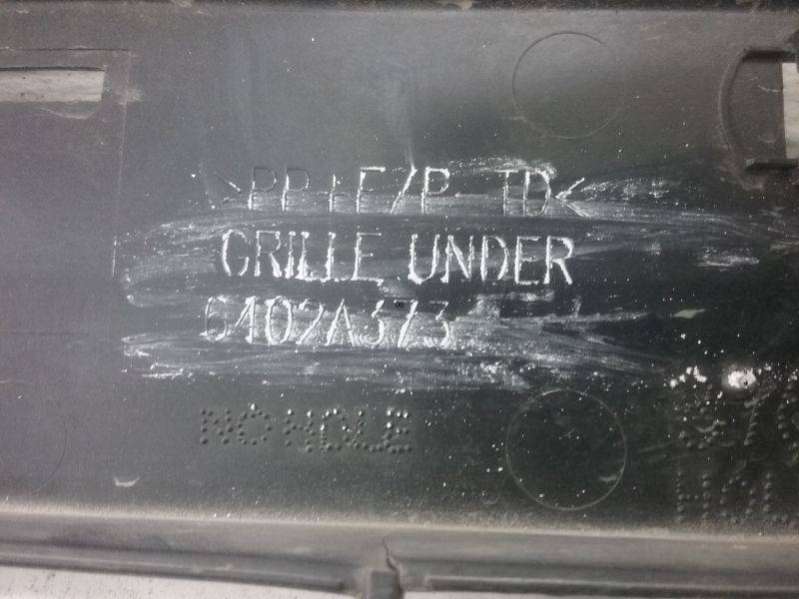 >PP+E/P-TD<
GRILLE UNDER
6402A373
NO HOLE